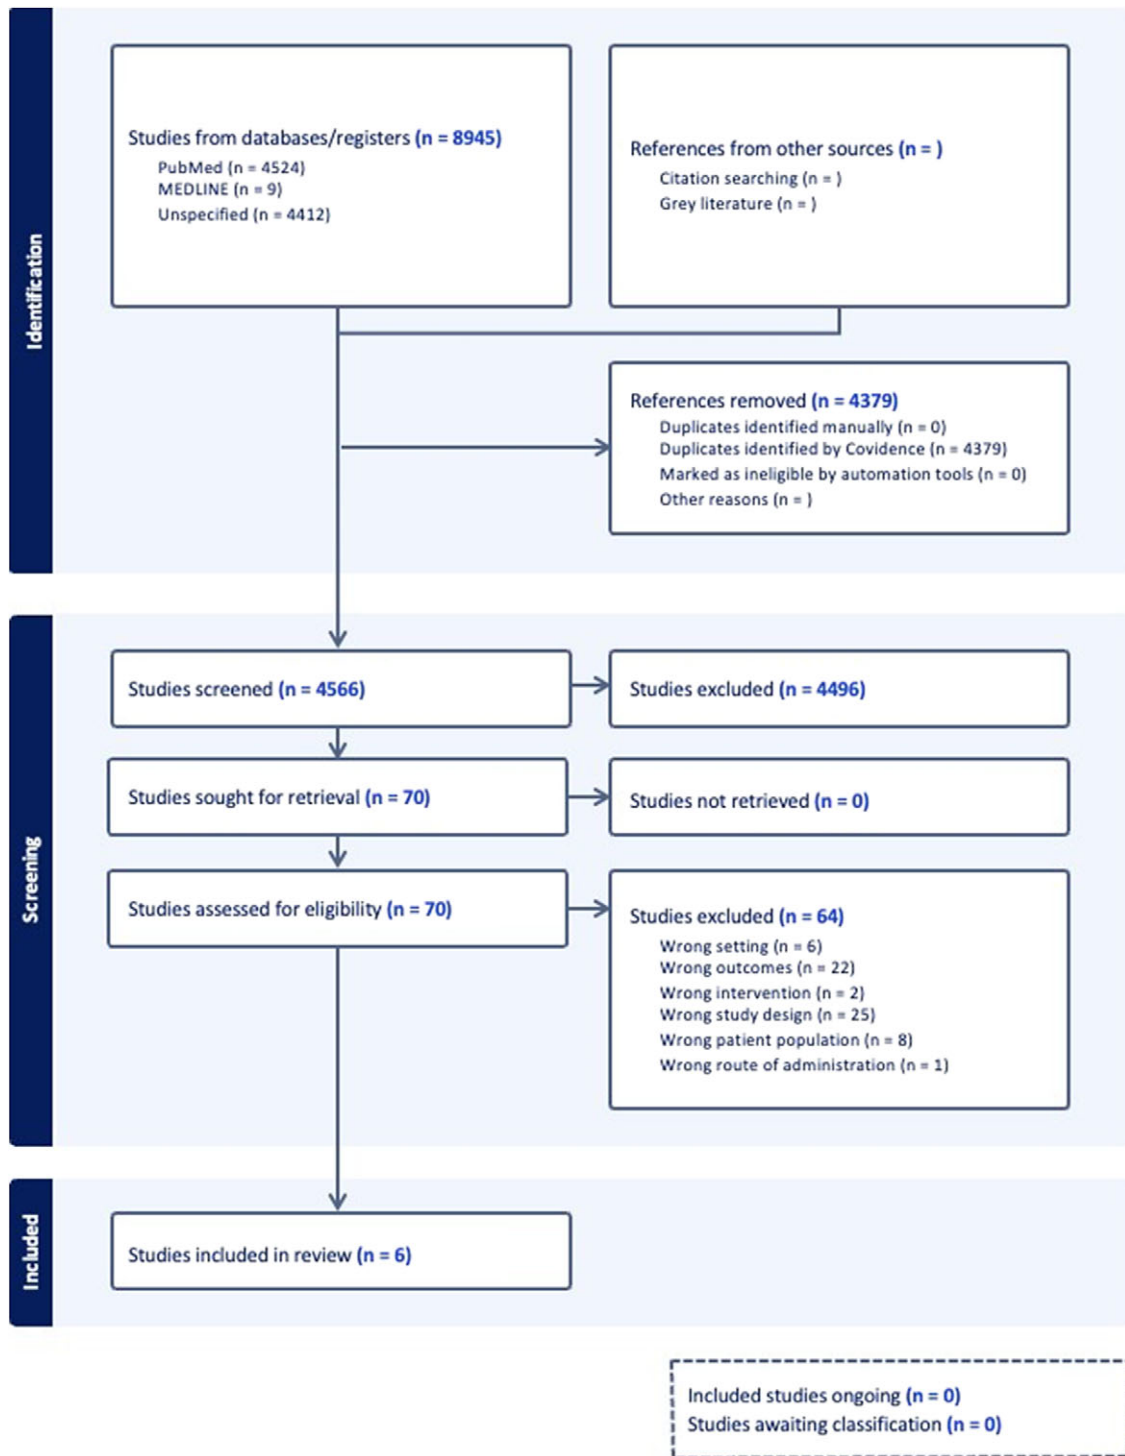 Identification
Studies from databases/registers (n = 8945)
PubMed (n = 4524)
MEDLINE (n = 9)
Unspecified (n = 4412)
References from other sources (n = )
Citation searching (n = )
Grey literature (n = )
References removed (n = 4379)
Duplicates identified manually (n = 0)
Duplicates identified by Covidence (n = 4379)
Marked as ineligible by automation tools (n = 0)
Other reasons (n = )
Screening
Studies screened (n = 4566)
Studies excluded (n = 4496)
Studies sought for retrieval (n = 70)
Studies not retrieved (n = 0)
Studies assessed for eligibility (n = 70)
Studies excluded (n = 64)
Wrong setting (n = 6)
Wrong outcomes (n = 22)
Wrong intervention (n = 2)
Wrong study design (n = 25)
Wrong patient population (n = 8)
Wrong route of administration (n = 1)
Included
Studies included in review (n = 6)
Included studies ongoing (n = 0)
Studies awaiting classification (n = 0)